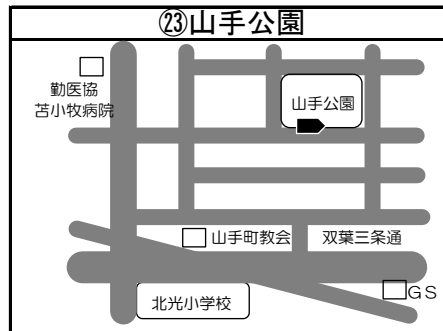 ㉓山手公園
勤医協
苫小牧病院
山手公園
山手町教会
双葉三条通
GS
北光小学校